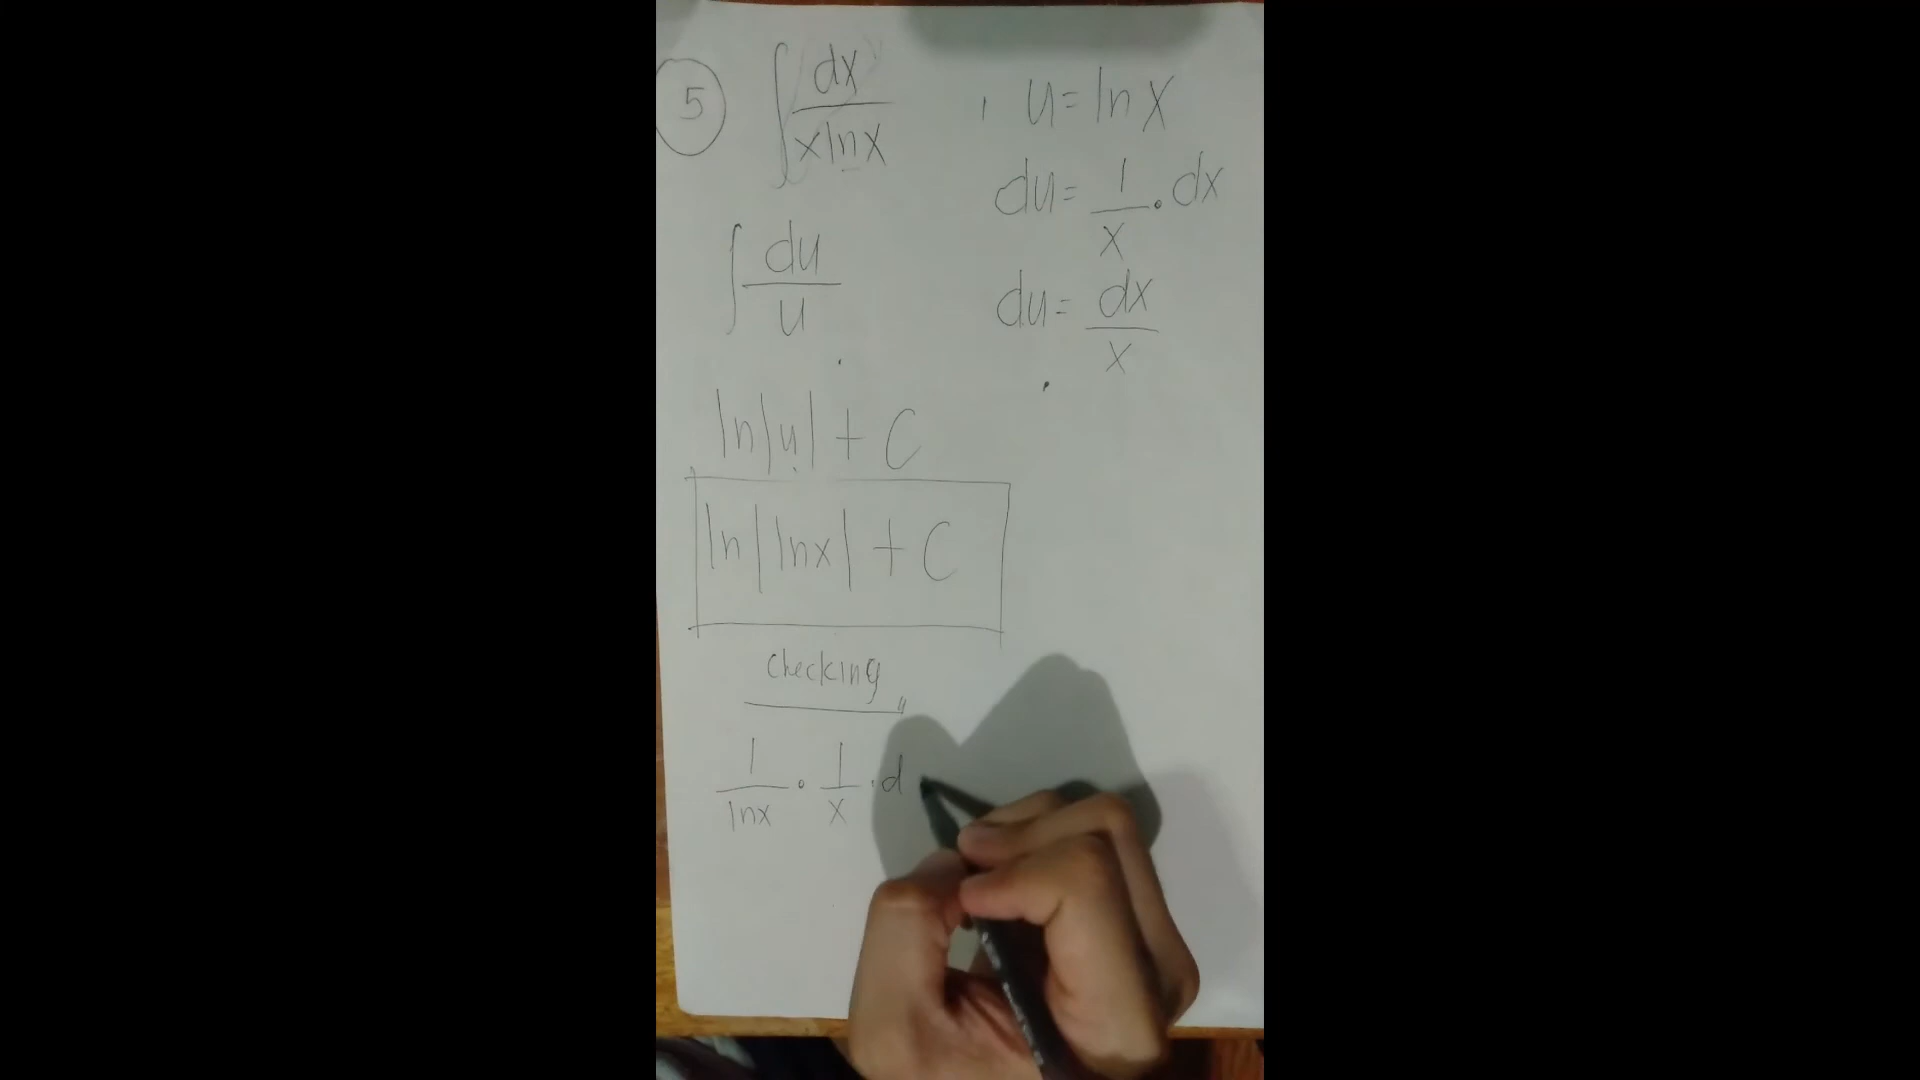 5
∫ dx / x ln x
u = ln x
du = 1/x · dx
∫ du / u
du = dx / x
ln|u| + C
ln|ln x| + C
checking
1/ln x · 1/x · d